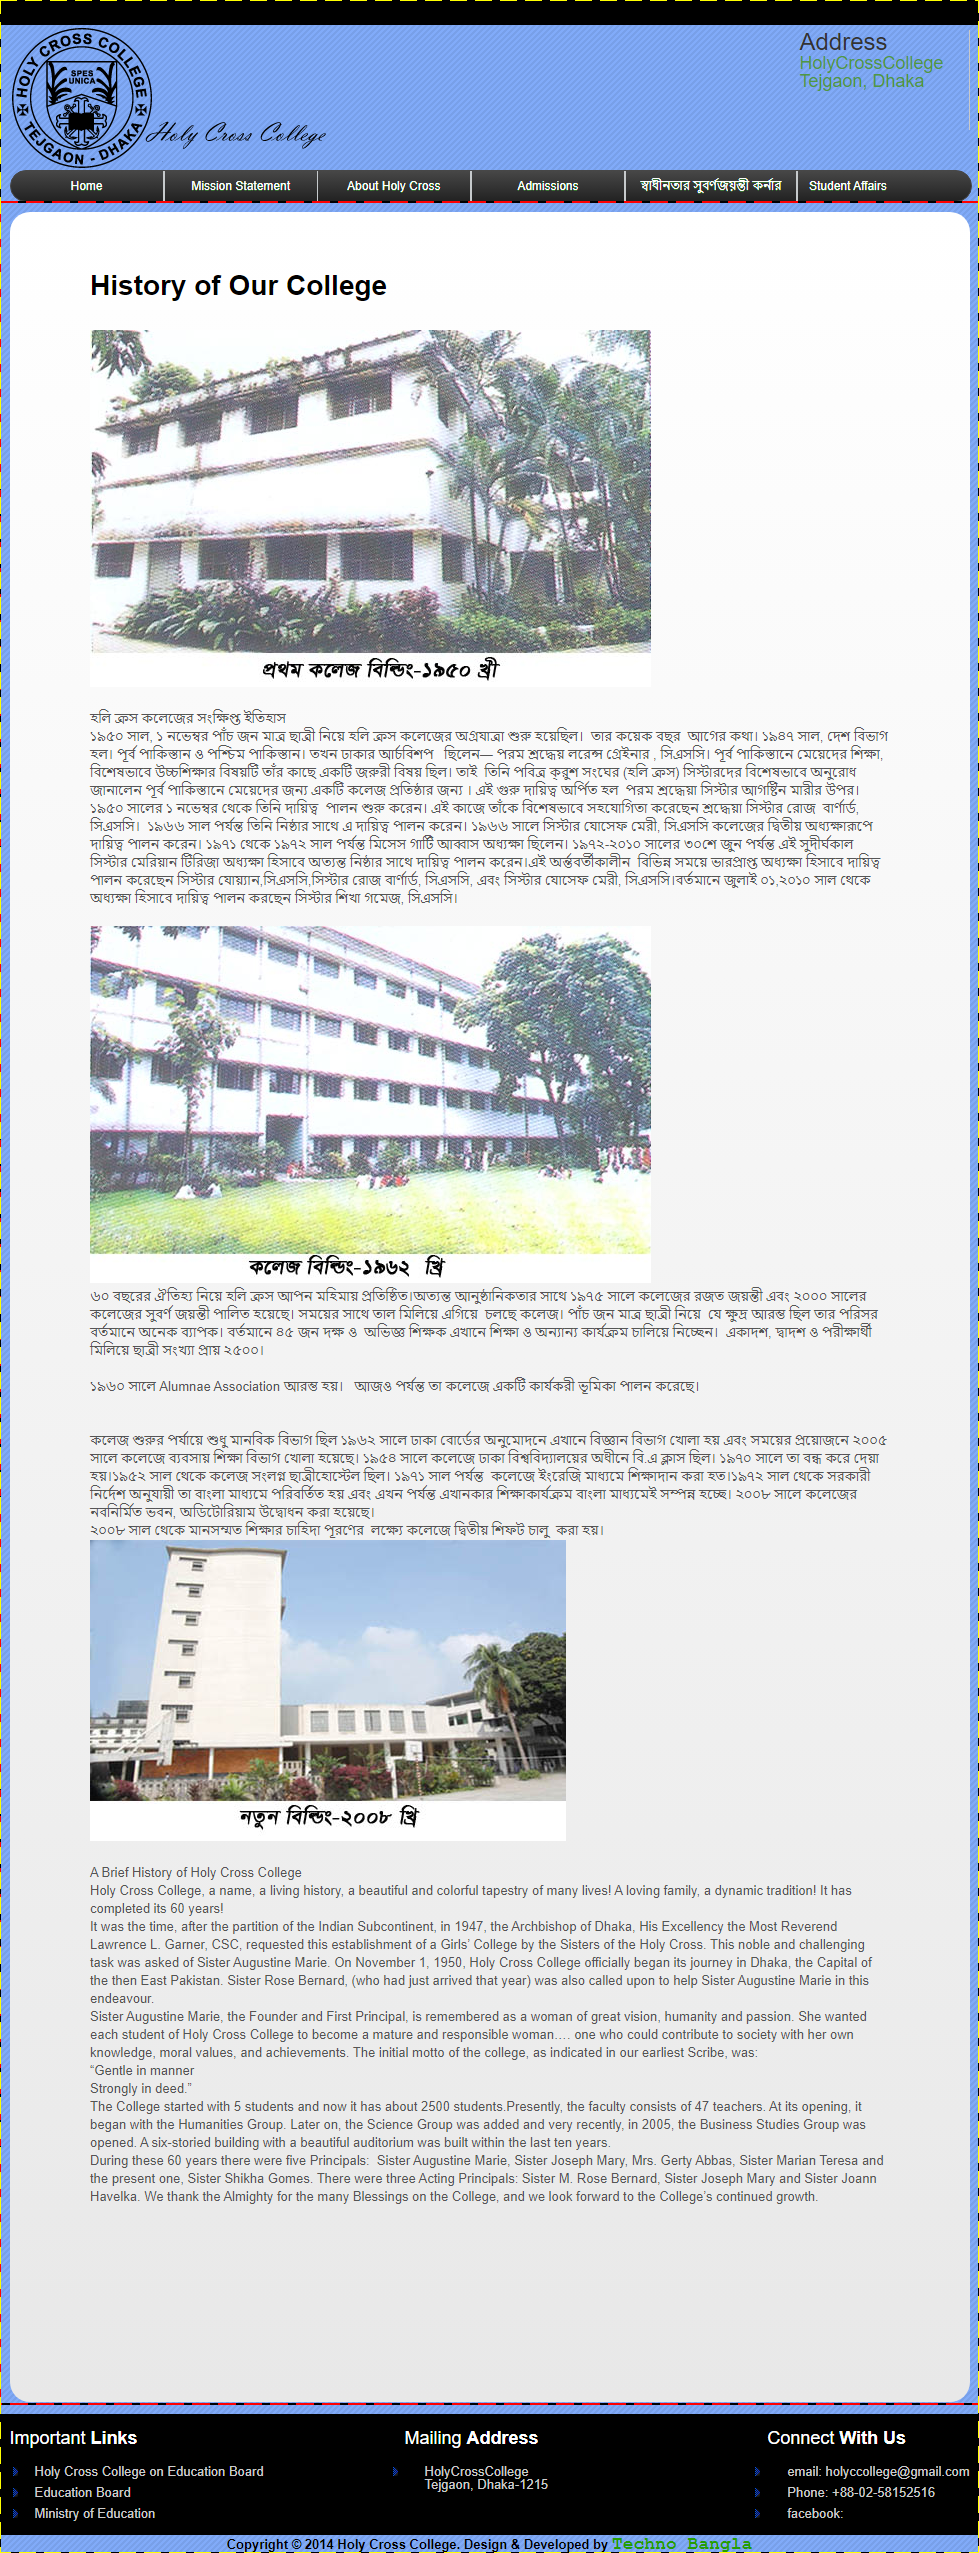 HOLY CROSS COLLEGE
SPES
UNICA
TEJGAON - DHAKA
Holy Cross College
Address
HolyCrossCollege
Tejgaon, Dhaka
Home
Mission Statement
About Holy Cross
Admissions
স্বাধীনতার সুবর্ণজয়ন্তী কর্নার
Student Affairs
History of Our College
প্রথম কলেজ বিল্ডিং-১৯৫০ খ্রী
হলি ক্রস কলেজের সংক্ষিপ্ত ইতিহাস
১৯৫০ সাল, ১ নভেম্বর পাঁচ জন মাত্র ছাত্রী নিয়ে হলি ক্রস কলেজের অগ্রযাত্রা শুরু হয়েছিল। তার কয়েক বছর আগের কথা। ১৯৪৭ সাল, দেশ বিভাগ
হল। পূর্ব পাকিস্তান ও পশ্চিম পাকিস্তান। তখন ঢাকার আর্চবিশপ ছিলেন— পরম শ্রদ্ধেয় লরেন্স গ্রেইনার , সিএসসি। পূর্ব পাকিস্তানে মেয়েদের শিক্ষা,
বিশেষভাবে উচ্চশিক্ষার বিষয়টি তাঁর কাছে একটি জরুরী বিষয় ছিল। তাই তিনি পবিত্র ক্রুশ সংঘের (হলি ক্রস) সিস্টারদের বিশেষভাবে অনুরোধ
জানালেন পূর্ব পাকিস্তানে মেয়েদের জন্য একটি কলেজ প্রতিষ্ঠার জন্য । এই গুরু দায়িত্ব অর্পিত হল পরম শ্রদ্ধেয়া সিস্টার আগষ্টিন মারীর উপর।
১৯৫০ সালের ১ নভেম্বর থেকে তিনি দায়িত্ব পালন শুরু করেন। এই কাজে তাঁকে বিশেষভাবে সহযোগিতা করেছেন শ্রদ্ধেয়া সিস্টার রোজ বার্ণার্ড,
সিএসসি। ১৯৬৬ সাল পর্যন্ত তিনি নিষ্ঠার সাথে এ দায়িত্ব পালন করেন। ১৯৬৬ সালে সিস্টার যোসেফ মেরী, সিএসসি কলেজের দ্বিতীয় অধ্যক্ষারূপে
দায়িত্ব পালন করেন। ১৯৭১ থেকে ১৯৭২ সাল পর্যন্ত মিসেস গার্টি আব্বাস অধ্যক্ষা ছিলেন। ১৯৭২-২০১০ সালের ৩০শে জুন পর্যন্ত এই সুদীর্ঘকাল
সিস্টার মেরিয়ান টিরিজা অধ্যক্ষা হিসাবে অত্যন্ত নিষ্ঠার সাথে দায়িত্ব পালন করেন।এই অর্ন্তবর্তীকালীন বিভিন্ন সময়ে ভারপ্রাপ্ত অধ্যক্ষা হিসাবে দায়িত্ব
পালন করেছেন সিস্টার যোয়্যান,সিএসসি,সিস্টার রোজ বার্ণার্ড, সিএসসি, এবং সিস্টার যোসেফ মেরী, সিএসসি।বর্তমানে জুলাই ০১,২০১০ সাল থেকে
অধ্যক্ষা হিসাবে দায়িত্ব পালন করছেন সিস্টার শিখা গমেজ, সিএসসি।
কলেজ বিল্ডিং-১৯৬২ খ্রি
৬০ বছরের ঐতিহ্য নিয়ে হলি ক্রস আপন মহিমায় প্রতিষ্ঠিত।অত্যন্ত আনুষ্ঠানিকতার সাথে ১৯৭৫ সালে কলেজের রজত জয়ন্তী এবং ২০০০ সালের
কলেজের সুবর্ণ জয়ন্তী পালিত হয়েছে। সময়ের সাথে তাল মিলিয়ে এগিয়ে চলছে কলেজ। পাঁচ জন মাত্র ছাত্রী নিয়ে যে ক্ষুদ্র আরম্ভ ছিল তার পরিসর
বর্তমানে অনেক ব্যাপক। বর্তমানে ৪৫ জন দক্ষ ও অভিজ্ঞ শিক্ষক এখানে শিক্ষা ও অন্যান্য কার্যক্রম চালিয়ে নিচ্ছেন। একাদশ, দ্বাদশ ও পরীক্ষার্থী
মিলিয়ে ছাত্রী সংখ্যা প্রায় ২৫০০।
১৯৬০ সালে Alumnae Association আরম্ভ হয়। আজও পর্যন্ত তা কলেজে একটি কার্যকরী ভূমিকা পালন করেছে।
কলেজ শুরুর পর্যায়ে শুধু মানবিক বিভাগ ছিল ১৯৬২ সালে ঢাকা বোর্ডের অনুমোদনে এখানে বিজ্ঞান বিভাগ খোলা হয় এবং সময়ের প্রয়োজনে ২০০৫
সালে কলেজে ব্যবসায় শিক্ষা বিভাগ খোলা হয়েছে। ১৯৫৪ সালে কলেজে ঢাকা বিশ্ববিদ্যালয়ের অধীনে বি.এ ক্লাস ছিল। ১৯৭০ সালে তা বন্ধ করে দেয়া
হয়।১৯৫২ সাল থেকে কলেজ সংলগ্ন ছাত্রীহোস্টেল ছিল। ১৯৭১ সাল পর্যন্ত কলেজে ইংরেজি মাধ্যমে শিক্ষাদান করা হত।১৯৭২ সাল থেকে সরকারী
নির্দেশ অনুযায়ী তা বাংলা মাধ্যমে পরিবর্তিত হয় এবং এখন পর্যন্ত এখানকার শিক্ষাকার্যক্রম বাংলা মাধ্যমেই সম্পন্ন হচ্ছে। ২০০৮ সালে কলেজের
নবনির্মিত ভবন, অডিটোরিয়াম উদ্বোধন করা হয়েছে।
২০০৮ সাল থেকে মানসম্মত শিক্ষার চাহিদা পূরণের লক্ষ্যে কলেজে দ্বিতীয় শিফট চালু করা হয়।
নতুন বিল্ডিং-২০০৮ খ্রি
A Brief History of Holy Cross College
Holy Cross College, a name, a living history, a beautiful and colorful tapestry of many lives! A loving family, a dynamic tradition! It has
completed its 60 years!
It was the time, after the partition of the Indian Subcontinent, in 1947, the Archbishop of Dhaka, His Excellency the Most Reverend
Lawrence L. Garner, CSC, requested this establishment of a Girls’ College by the Sisters of the Holy Cross. This noble and challenging
task was asked of Sister Augustine Marie. On November 1, 1950, Holy Cross College officially began its journey in Dhaka, the Capital of
the then East Pakistan. Sister Rose Bernard, (who had just arrived that year) was also called upon to help Sister Augustine Marie in this
endeavour.
Sister Augustine Marie, the Founder and First Principal, is remembered as a woman of great vision, humanity and passion. She wanted
each student of Holy Cross College to become a mature and responsible woman…. one who could contribute to society with her own
knowledge, moral values, and achievements. The initial motto of the college, as indicated in our earliest Scribe, was:
“Gentle in manner
Strongly in deed.”
The College started with 5 students and now it has about 2500 students.Presently, the faculty consists of 47 teachers. At its opening, it
began with the Humanities Group. Later on, the Science Group was added and very recently, in 2005, the Business Studies Group was
opened. A six-storied building with a beautiful auditorium was built within the last ten years.
During these 60 years there were five Principals: Sister Augustine Marie, Sister Joseph Mary, Mrs. Gerty Abbas, Sister Marian Teresa and
the present one, Sister Shikha Gomes. There were three Acting Principals: Sister M. Rose Bernard, Sister Joseph Mary and Sister Joann
Havelka. We thank the Almighty for the many Blessings on the College, and we look forward to the College’s continued growth.
Important Links
Holy Cross College on Education Board
Education Board
Ministry of Education
Mailing Address
HolyCrossCollege
Tejgaon, Dhaka-1215
Connect With Us
email: holyccollege@gmail.com
Phone: +88-02-58152516
facebook:
Copyright © 2014 Holy Cross College. Design & Developed by Techno Bangla